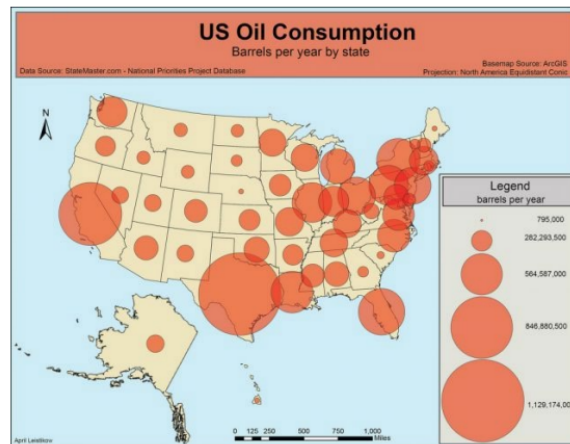 US Oil Consumption
Barrels per year by state
Data Source: StateMaster.com - National Priorities Project Database
Basemap Source: ArcGIS
Projection: North America Equidistant Conic
N
Legend
barrels per year
795,000
282,293,500
564,587,000
846,880,500
1,129,174,00
0 125 250 500 750 1,000
Miles
April Leistikow